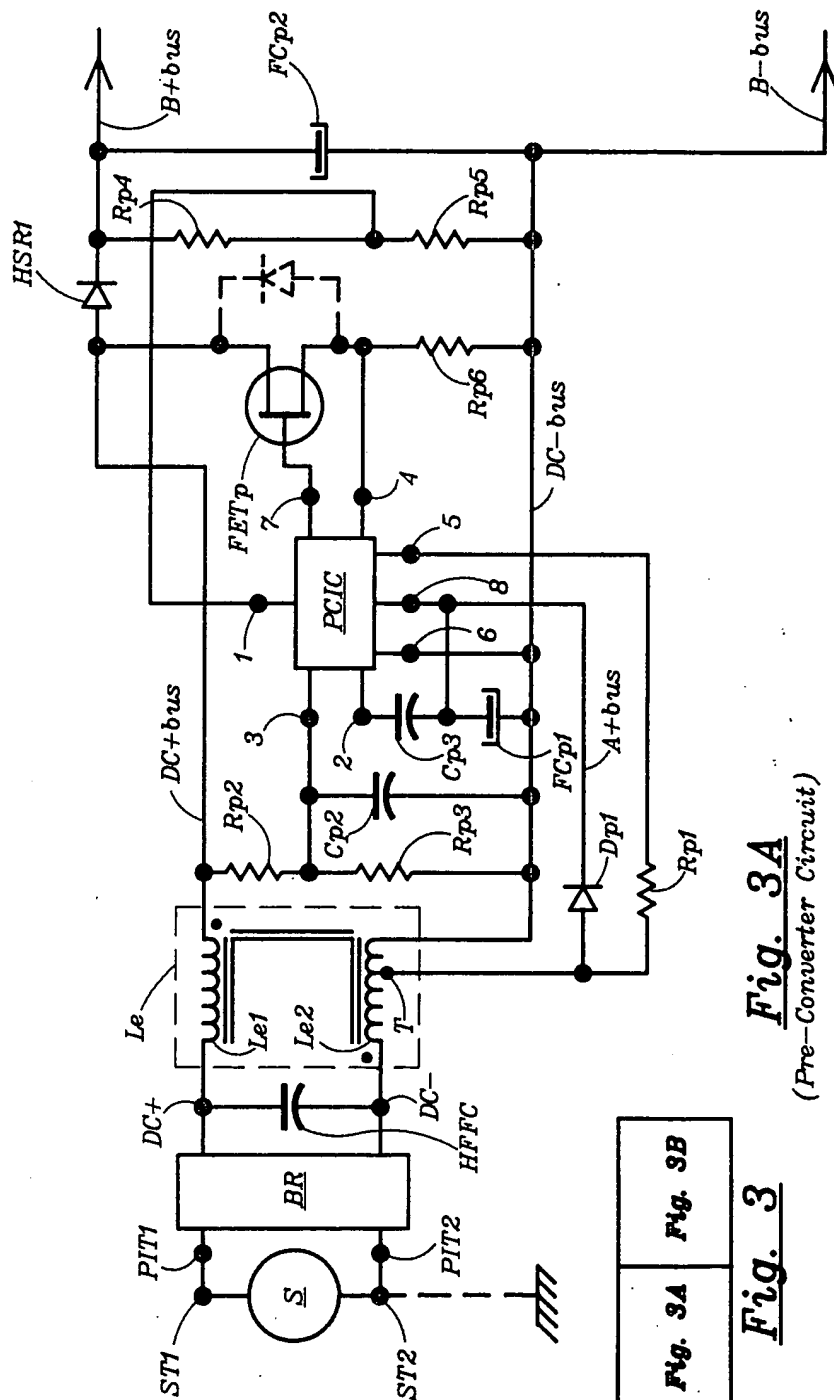 ST1
PIT1
S
ST2
PIT2
BR
DC+
DC-
HFFC
Le
Le1
Le2
T
DC+bus
Rp2
Rp3
Cp2
3
2
Cp3
FCp1
1
PCIC
7
4
5
8
6
FETp
Rp6
HSR1
Rp4
Rp5
B+bus
FCp2
B-bus
DC-bus
A+bus
Dp1
Rp1
Fig. 3A
(Pre-Converter Circuit)
Fig. 3A
Fig. 3B
Fig. 3